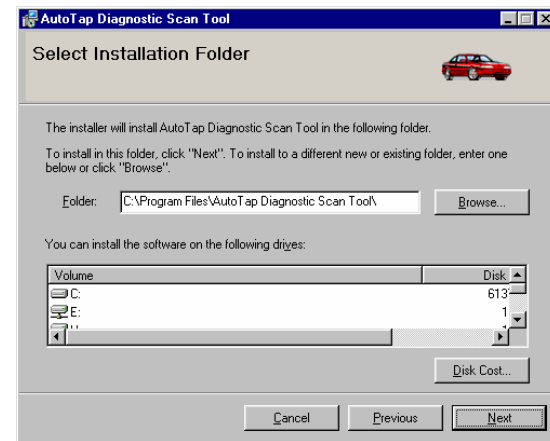 AutoTap Diagnostic Scan Tool
Select Installation Folder
The installer will install AutoTap Diagnostic Scan Tool in the following folder.
To install in this folder, click "Next". To install to a different new or existing folder, enter one
below or click "Browse".
Folder: C:\Program Files\AutoTap Diagnostic Scan Tool\ Browse...
You can install the software on the following drives:
Volume Disk
C: 613
E: 1
Disk Cost...
Cancel Previous Next